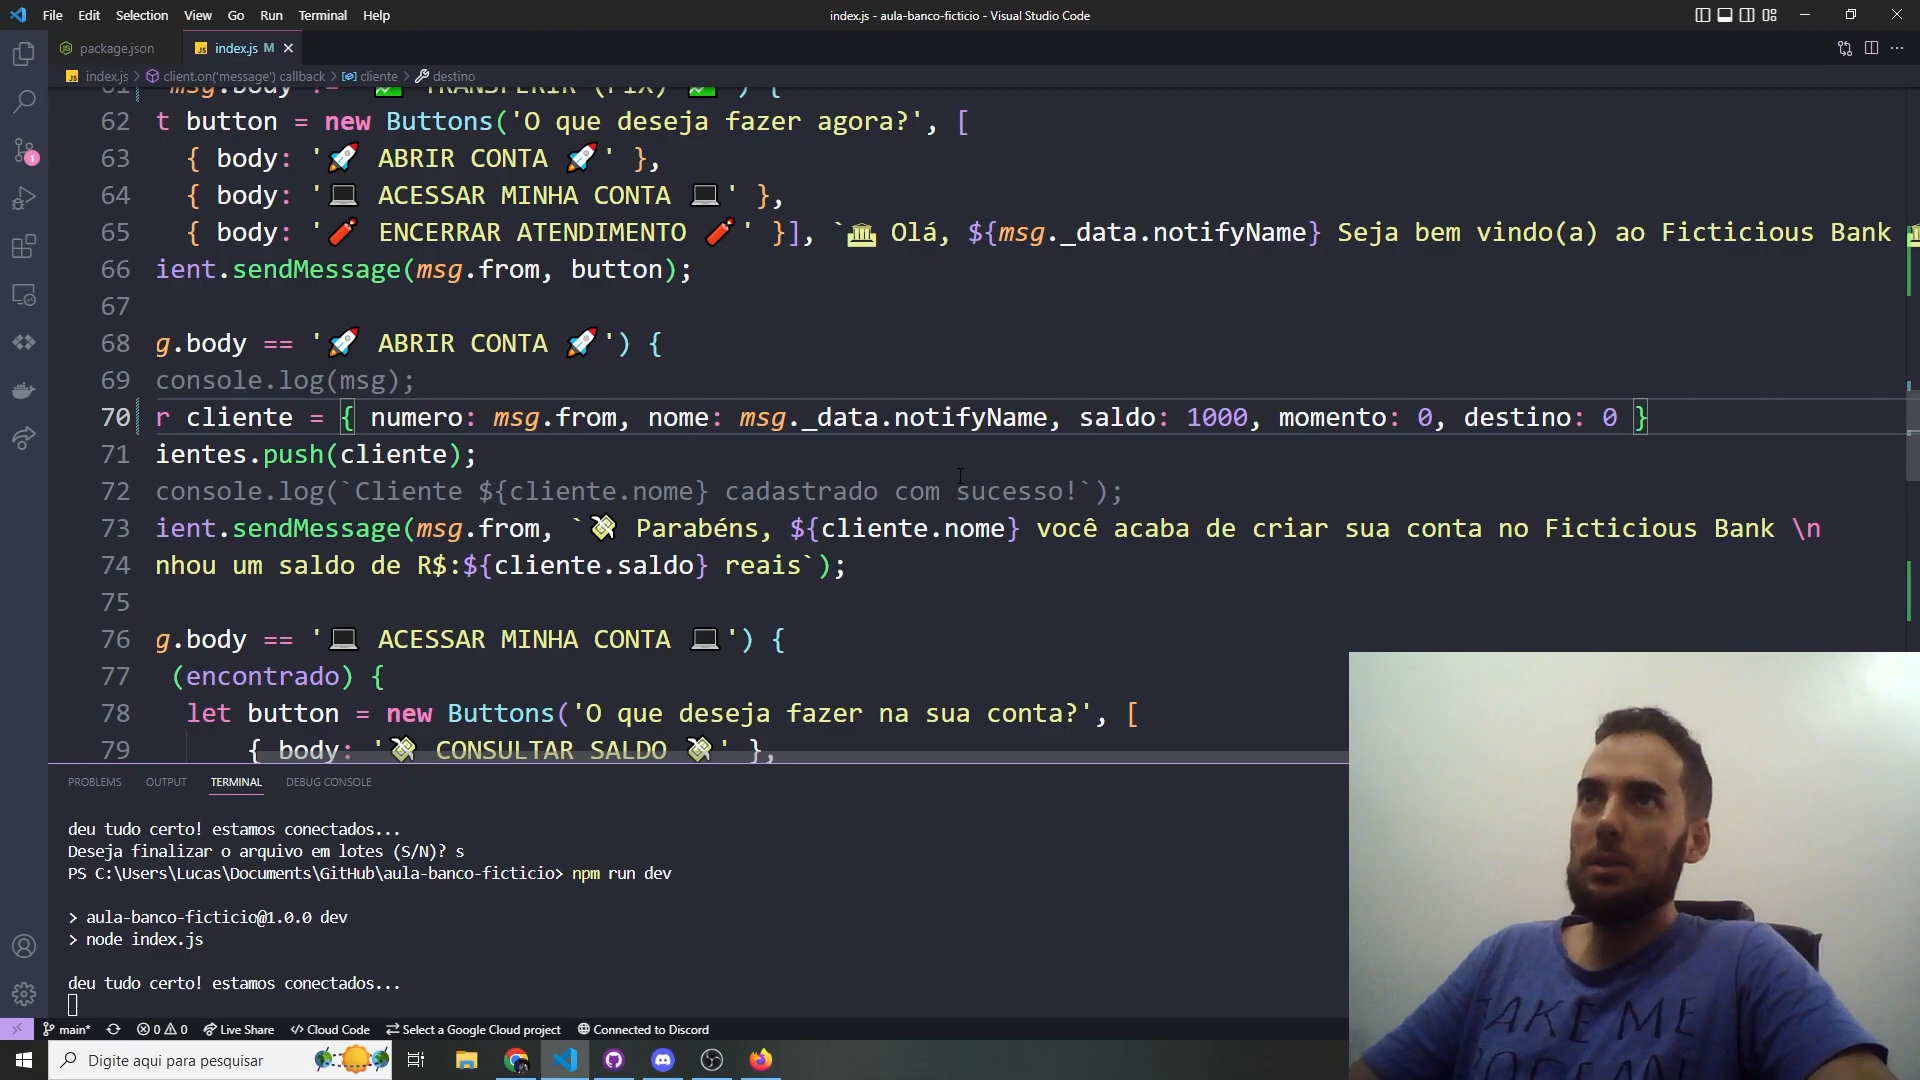 File Edit Selection View Go Run Terminal Help
index.js - aula-banco-ficticio - Visual Studio Code
package.json
index.js M
index.js > client.on('message') callback > cliente > destino
61 msg.body != '✅ TRANSFERIR (PIX) ✅') {
62 t button = new Buttons('O que deseja fazer agora?', [
63 { body: '🚀 ABRIR CONTA 🚀' },
64 { body: '💻 ACESSAR MINHA CONTA 💻' },
65 { body: '🧨 ENCERRAR ATENDIMENTO 🧨' }], `🏛 Olá, ${msg._data.notifyName} Seja bem vindo(a) ao Ficticious Bank 🏛
66 ient.sendMessage(msg.from, button);
67
68 g.body == '🚀 ABRIR CONTA 🚀') {
69 console.log(msg);
70 r cliente = { numero: msg.from, nome: msg._data.notifyName, saldo: 1000, momento: 0, destino: 0 }
71 ientes.push(cliente);
72 console.log(`Cliente ${cliente.nome} cadastrado com sucesso!`);
73 ient.sendMessage(msg.from, `💸 Parabéns, ${cliente.nome} você acaba de criar sua conta no Ficticious Bank \n
74 nhou um saldo de R$:${cliente.saldo} reais`);
75
76 g.body == '💻 ACESSAR MINHA CONTA 💻') {
77 (encontrado) {
78 let button = new Buttons('O que deseja fazer na sua conta?', [
79 { body: '💸 CONSULTAR SALDO 💸' },
PROBLEMS OUTPUT TERMINAL DEBUG CONSOLE
deu tudo certo! estamos conectados...
Deseja finalizar o arquivo em lotes (S/N)? s
PS C:\Users\Lucas\Documents\GitHub\aula-banco-ficticio> npm run dev
> aula-banco-ficticio@1.0.0 dev
> node index.js
deu tudo certo! estamos conectados...
main* 0 0 Live Share Cloud Code Select a Google Cloud project Connected to Discord
Digite aqui para pesquisar
TAKE ME